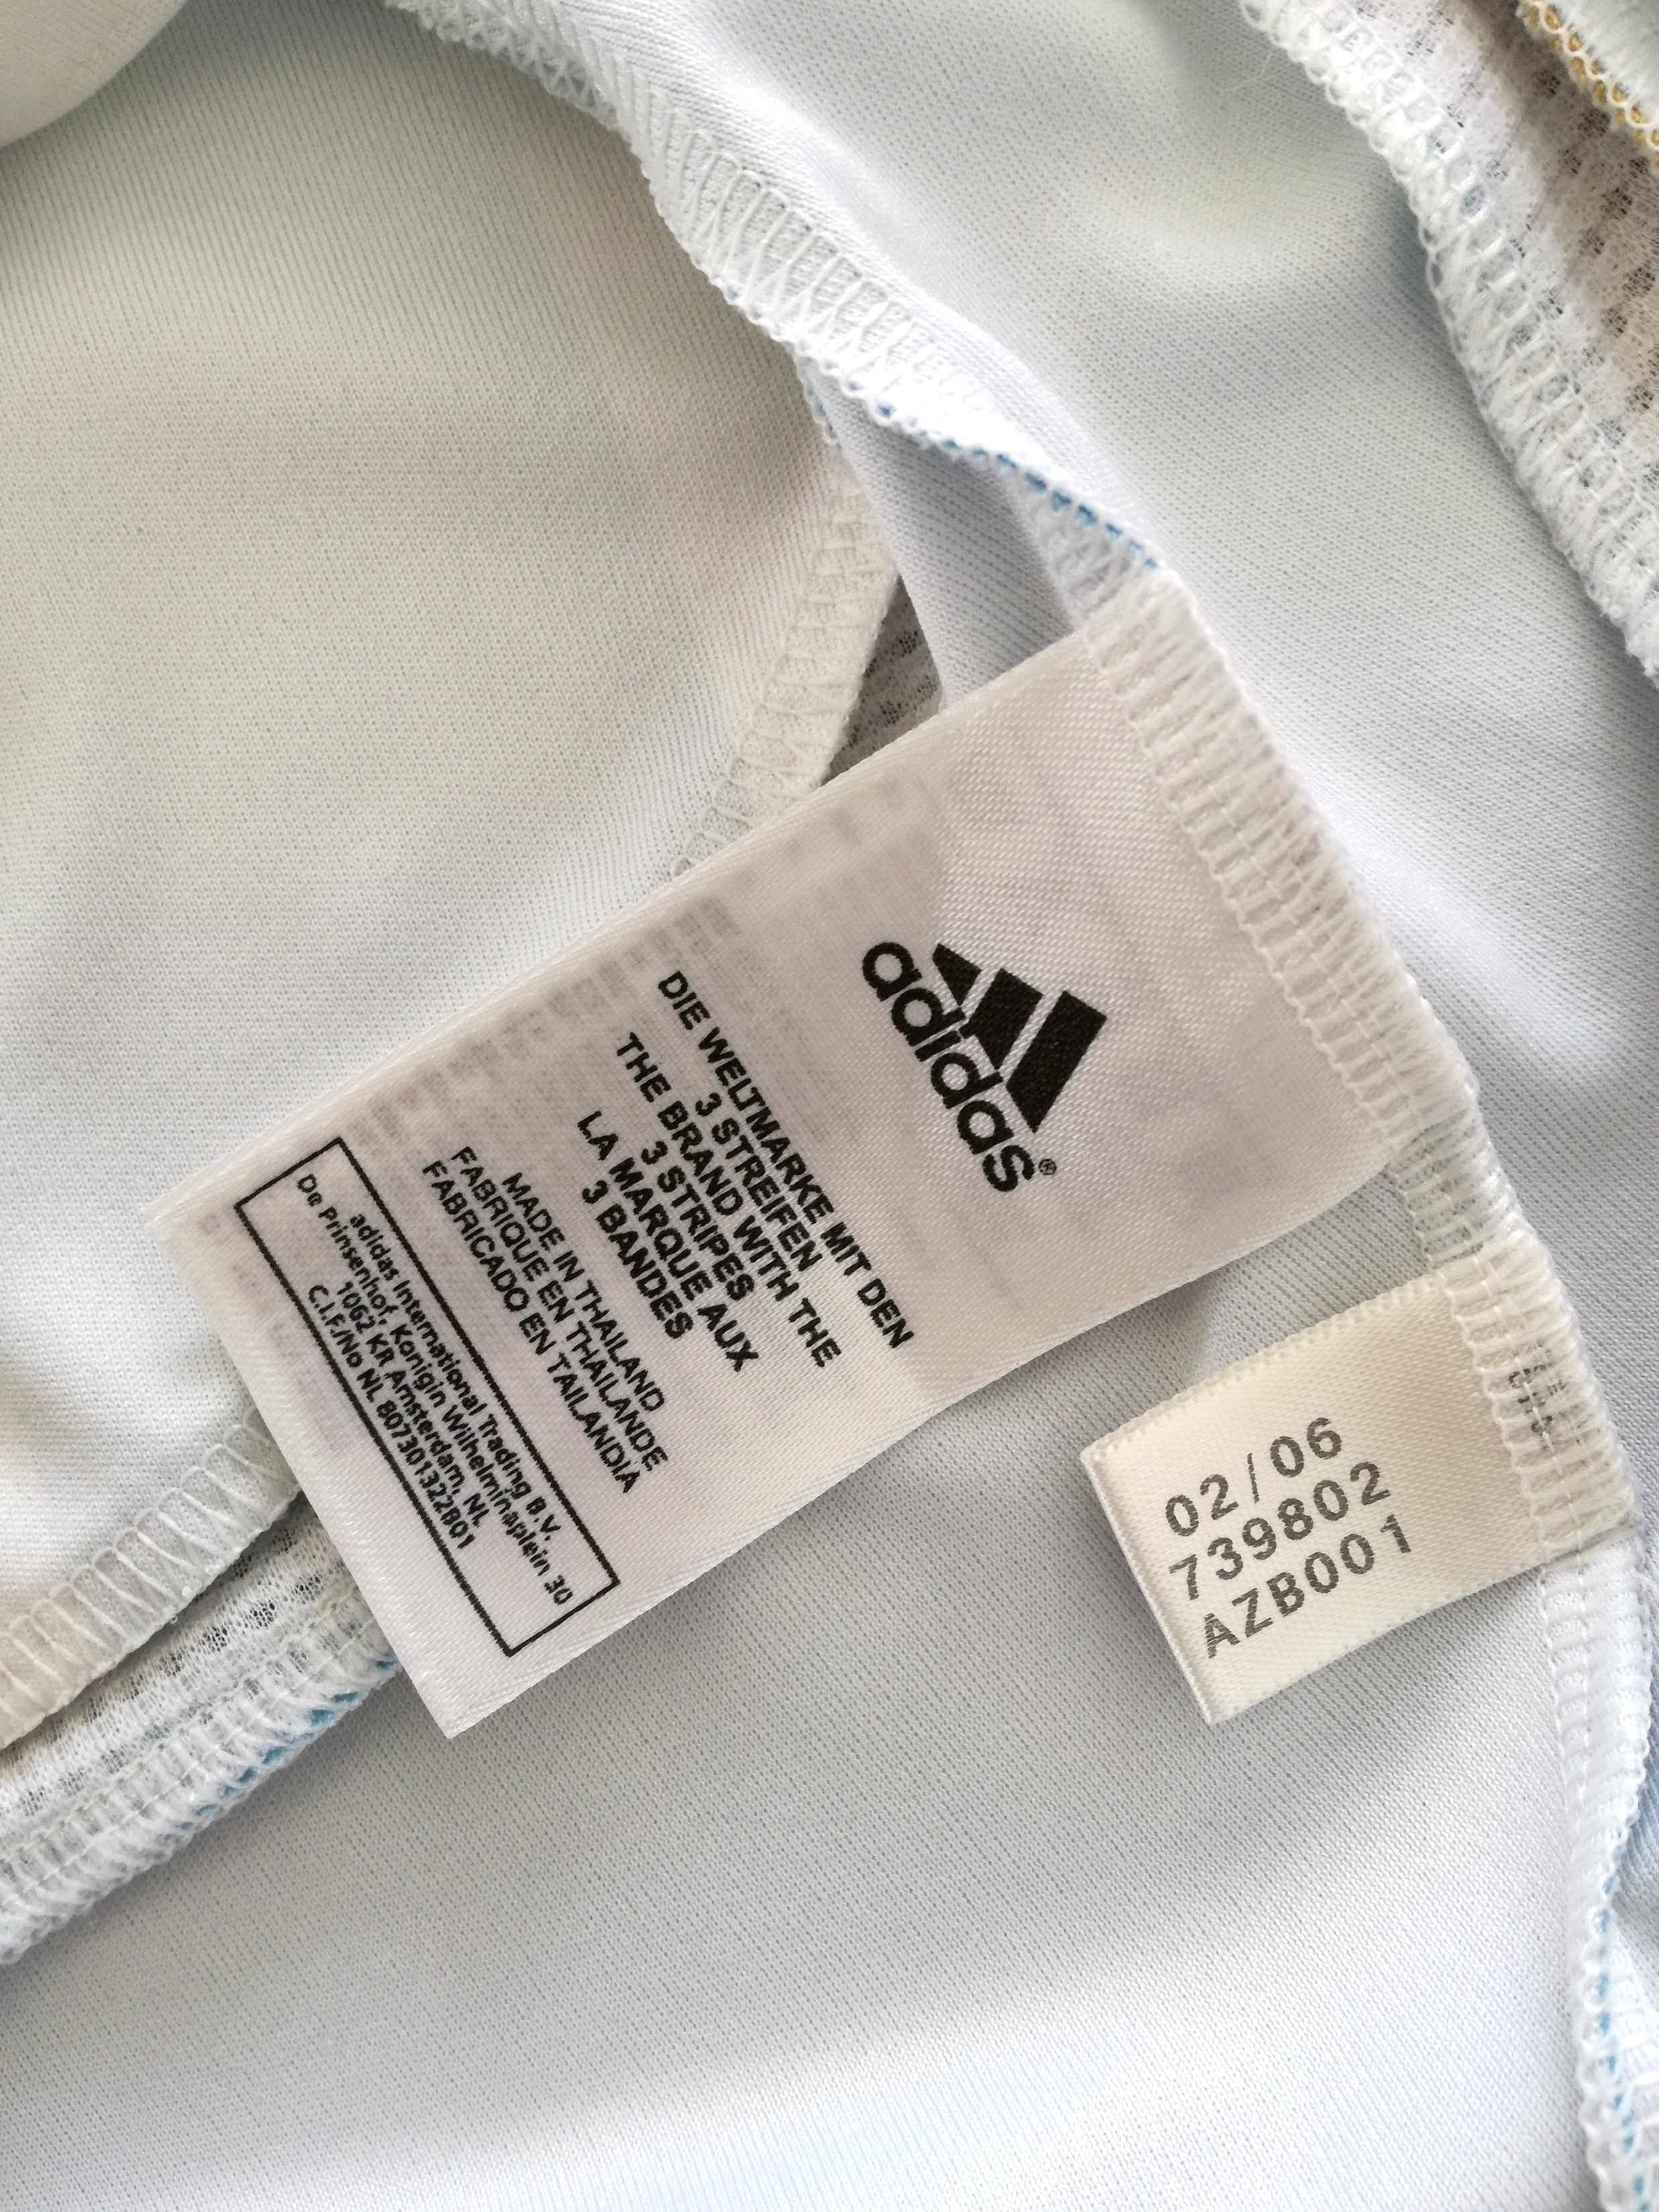 adidas®
DIE WELTMARKE MIT DEN
3 STREIFEN
THE BRAND WITH THE
3 STRIPES
LA MARQUE AUX
3 BANDES
MADE IN THAILAND
FABRIQUE EN THAILANDE
FABRICADO EN TAILANDIA
adidas International Trading B.V.
De Prinsenhof, Konigin Wilhelminaplein 30
1062 KR Amsterdam, NL
C.I.F./No NL 807301322B01
02/06
739802
AZB001